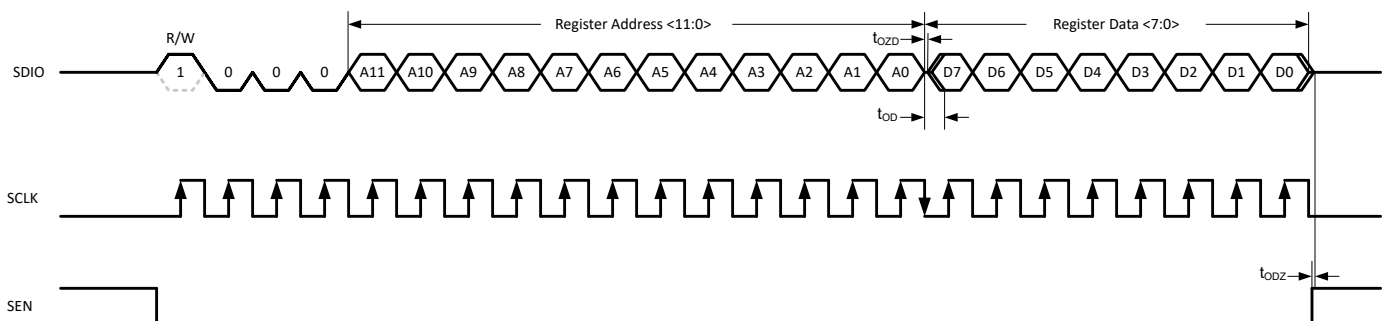 Register Address <11:0>
Register Data <7:0>
R/W
tOZD
SDIO
1 0 0 0 A11 A10 A9 A8 A7 A6 A5 A4 A3 A2 A1 A0 D7 D6 D5 D4 D3 D2 D1 D0
tOD
SCLK
tODZ
SEN